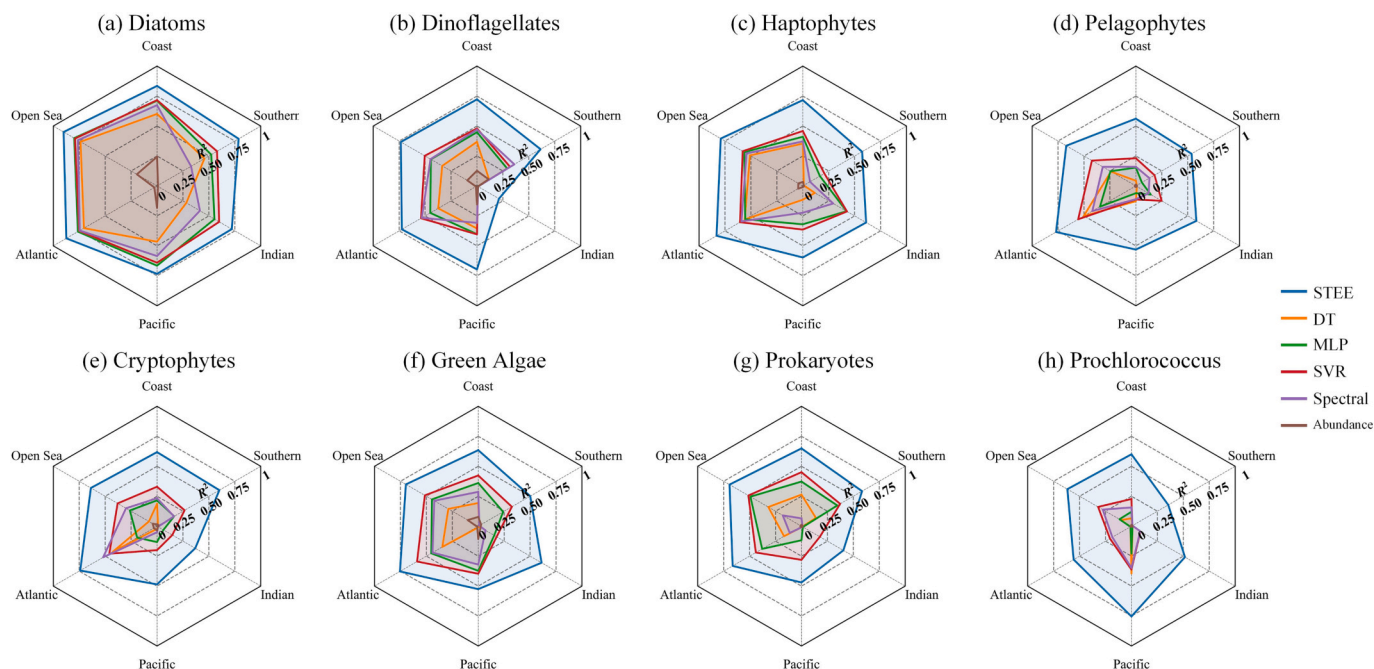 (a) Diatoms
Coast
Open Sea
Southern
R²
0 0.25 0.50 0.75 1
Atlantic
Indian
Pacific
(b) Dinoflagellates
Coast
Open Sea
Southern
R²
0 0.25 0.50 0.75 1
Atlantic
Indian
Pacific
(c) Haptophytes
Coast
Open Sea
Southern
R²
0 0.25 0.50 0.75 1
Atlantic
Indian
Pacific
(d) Pelagophytes
Coast
Open Sea
Southern
R²
0 0.25 0.50 0.75 1
Atlantic
Indian
Pacific
(e) Cryptophytes
Coast
Open Sea
Southern
R²
0 0.25 0.50 0.75 1
Atlantic
Indian
Pacific
(f) Green Algae
Coast
Open Sea
Southern
R²
0 0.25 0.50 0.75 1
Atlantic
Indian
Pacific
(g) Prokaryotes
Coast
Open Sea
Southern
R²
0 0.25 0.50 0.75 1
Atlantic
Indian
Pacific
(h) Prochlorococcus
Coast
Open Sea
Southern
R²
0 0.25 0.50 0.75 1
Atlantic
Indian
Pacific
STEE
DT
MLP
SVR
Spectral
Abundance